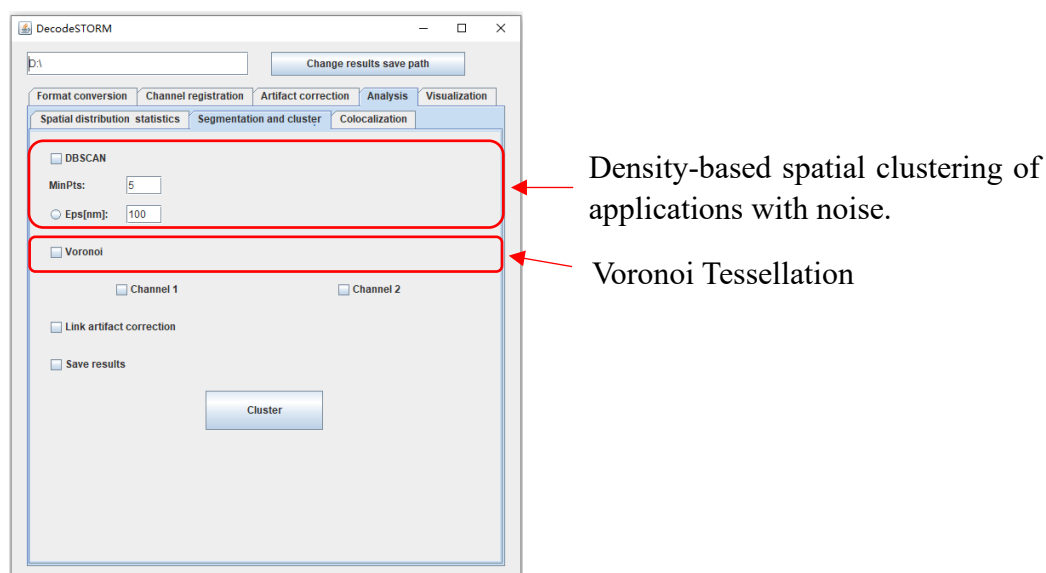 DecodeSTORM
D:\
Change results save path
Format conversion Channel registration Artifact correction Analysis Visualization
Spatial distribution statistics Segmentation and cluster Colocalization
DBSCAN
MinPts: 5
Eps[nm]: 100
Density-based spatial clustering of
applications with noise.
Voronoi
Voronoi Tessellation
Channel 1 Channel 2
Link artifact correction
Save results
Cluster